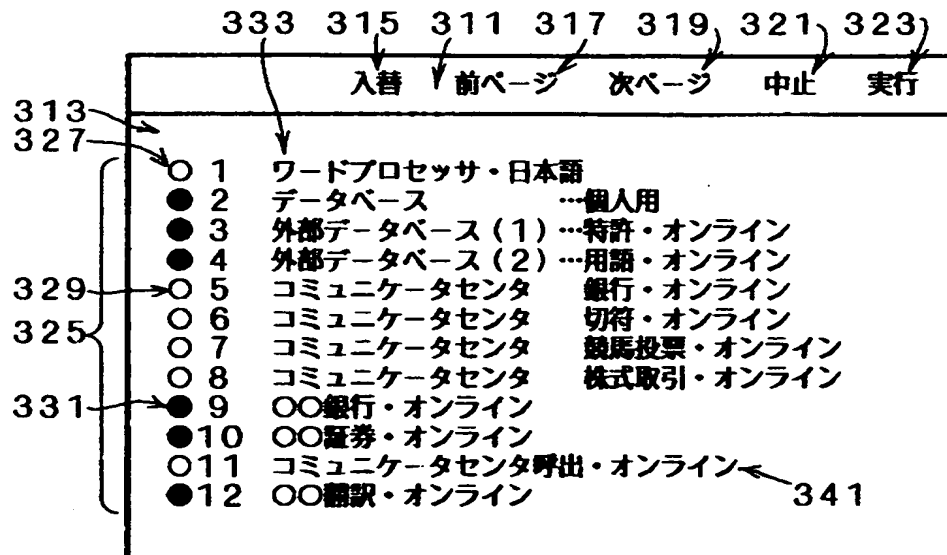 333 315 311 317 319 321 323
入替 前ページ 次ページ 中止 実行
313
327
○ 1 ワードプロセッサ・日本語
● 2 データベース …個人用
● 3 外部データベース(1)…特許・オンライン
● 4 外部データベース(2)…用語・オンライン
329 ○ 5 コミュニケータセンタ 銀行・オンライン
○ 6 コミュニケータセンタ 切符・オンライン
325
○ 7 コミュニケータセンタ 競馬投票・オンライン
○ 8 コミュニケータセンタ 株式取引・オンライン
331 ● 9 ○○銀行・オンライン
●10 ○○証券・オンライン
○11 コミュニケータセンタ呼出・オンライン
●12 ○○翻訳・オンライン 341